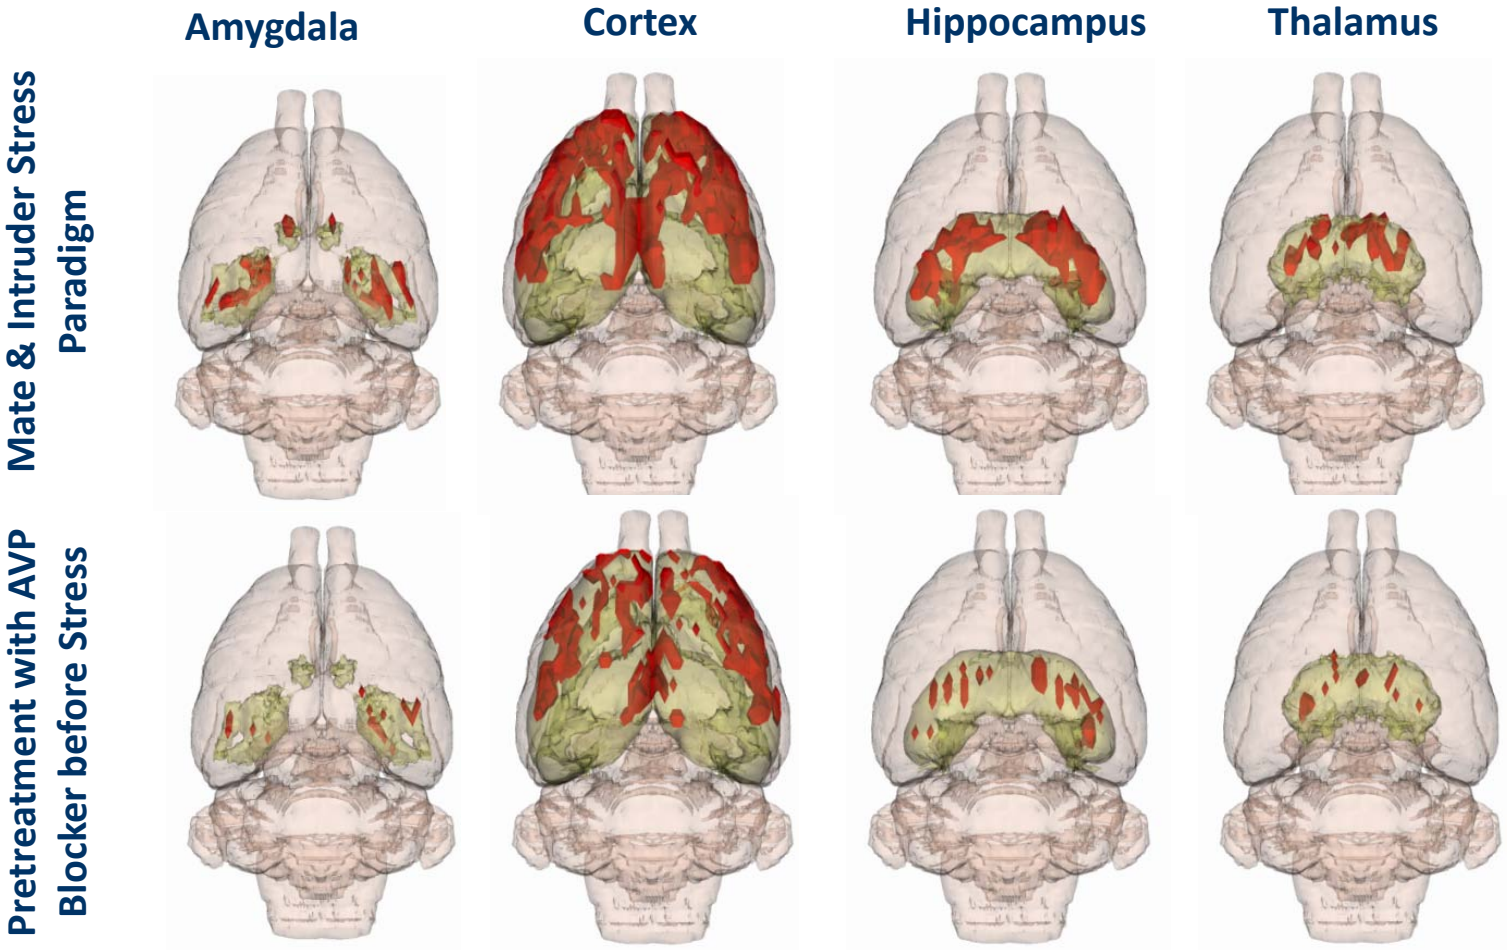 Amygdala
Cortex
Hippocampus
Thalamus
Mate & Intruder Stress
Paradigm
Pretreatment with AVP
Blocker before Stress